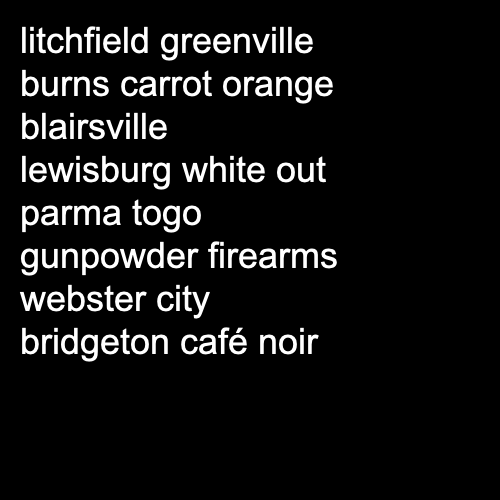 litchfield greenville
burns carrot orange
blairsville
lewisburg white out
parma togo
gunpowder firearms
webster city
bridgeton café noir